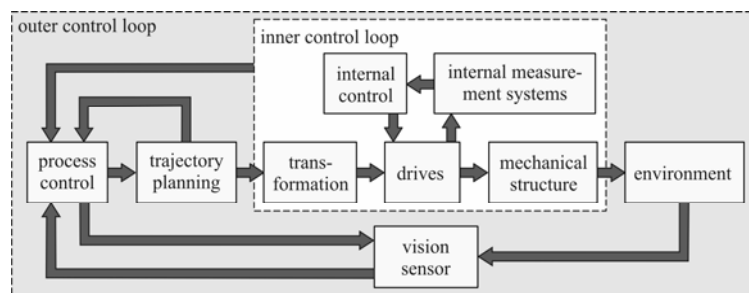 outer control loop
inner control loop
internal
control
internal measure-
ment systems
process
control
trajectory
planning
trans-
formation
drives
mechanical
structure
environment
vision
sensor